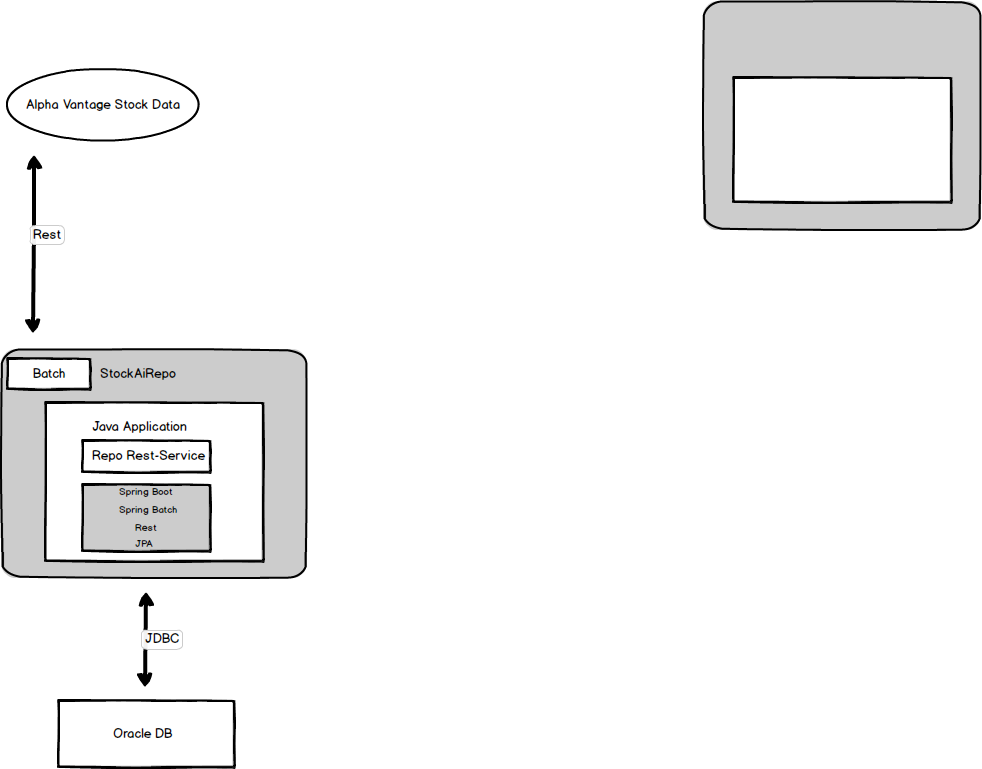 Alpha Vantage Stock Data
Rest
Batch
StockAiRepo
Java Application
Repo Rest-Service
Spring Boot
Spring Batch
Rest
JPA
JDBC
Oracle DB